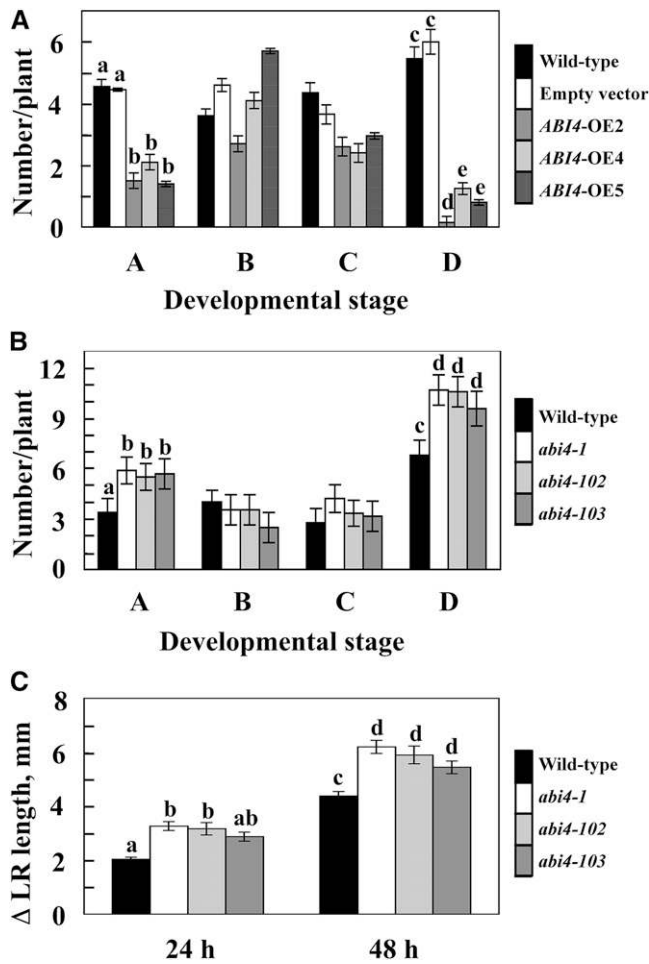 A
Number/plant
6
4
2
0
a a b b b
c c d e e
A B C D
Developmental stage
Wild-type
Empty vector
ABI4-OE2
ABI4-OE4
ABI4-OE5
B
Number/plant
12
9
6
3
0
a b b b
c d d d
A B C D
Developmental stage
Wild-type
abi4-1
abi4-102
abi4-103
C
Δ LR length, mm
8
6
4
2
0
a b b ab
c d d d
24 h 48 h
Wild-type
abi4-1
abi4-102
abi4-103